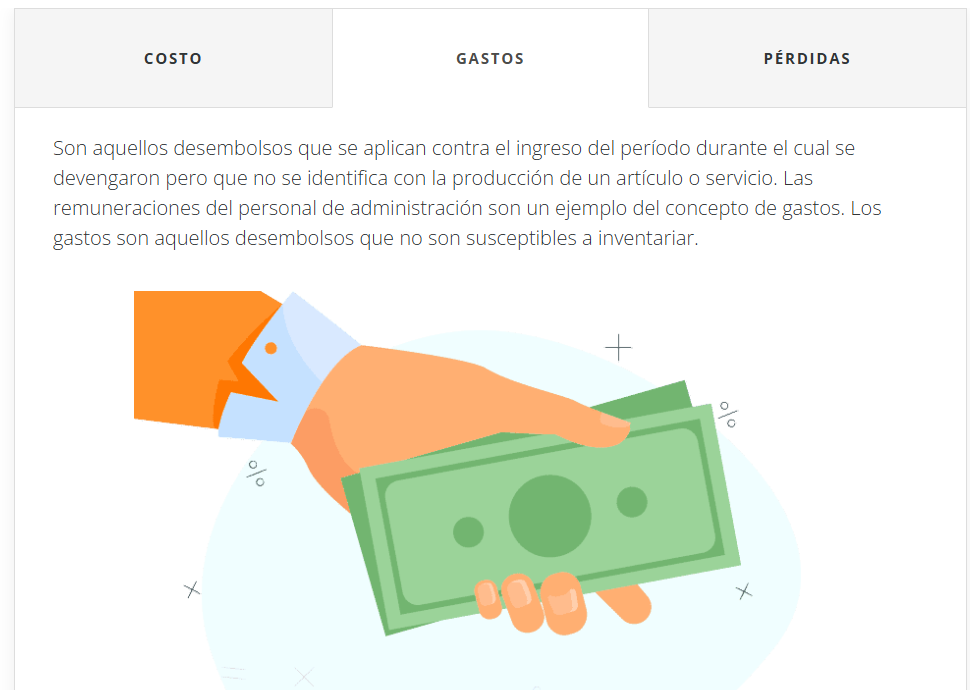 COSTO
GASTOS
PÉRDIDAS
Son aquellos desembolsos que se aplican contra el ingreso del período durante el cual se
devengaron pero que no se identifica con la producción de un artículo o servicio. Las
remuneraciones del personal de administración son un ejemplo del concepto de gastos. Los
gastos son aquellos desembolsos que no son susceptibles a inventariar.